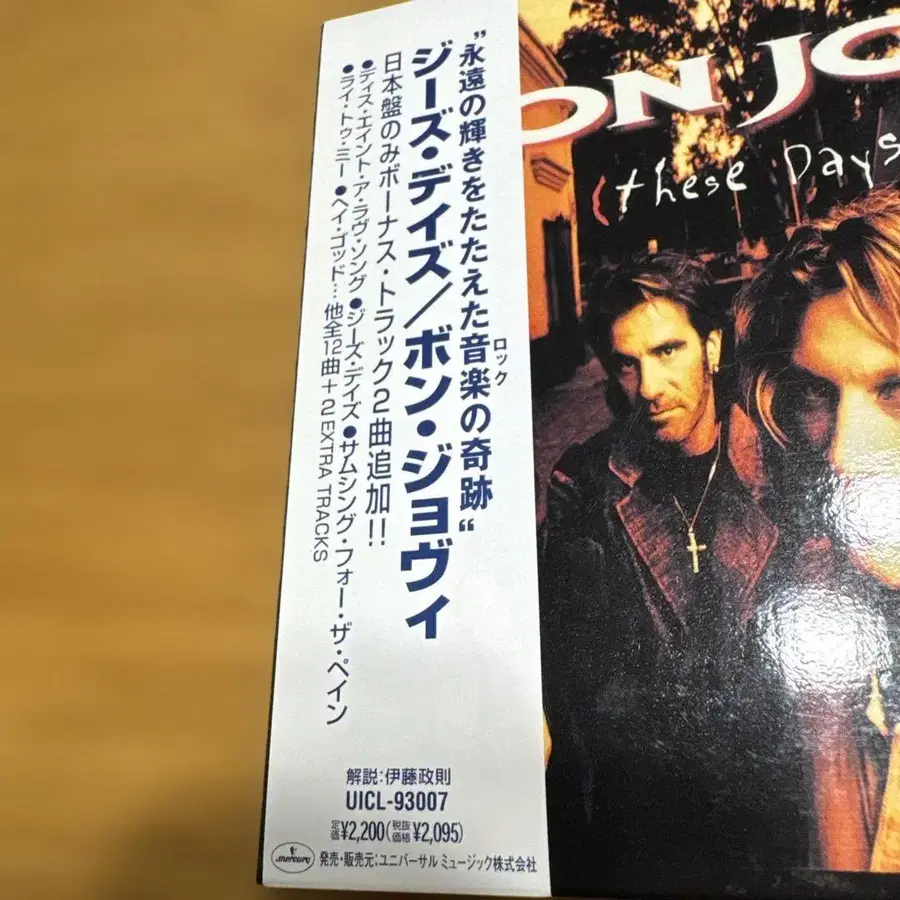 “永遠の輝きをたたえた音楽の奇跡“
ロック
ジーズ・デイズ/ボン・ジョヴィ
日本盤のみボーナス・トラック2曲追加!!
●ディス・エイント・ア・ラヴ・ソング●ジーズ・デイズ●サムシング・フォー・ザ・ペイン
●ライ・トゥ・ミー●ヘイ・ゴッド…他全12曲+2 EXTRA TRACKS
解説:伊藤政則
UICL-93007
定価¥2,200(税抜価格¥2,095)
mercury 発売・販売元:ユニバーサル ミュージック株式会社
ON JO
(these Days